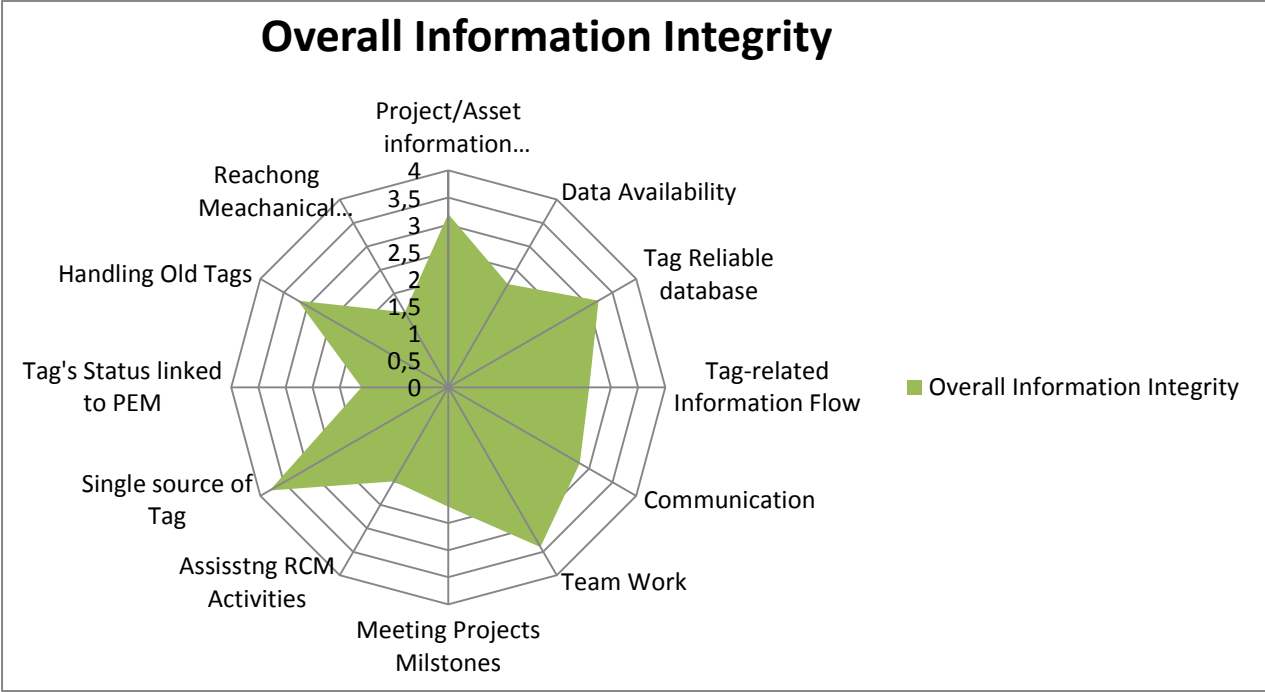 Overall Information Integrity
Project/Asset
information...
Data Availability
Tag Reliable
database
Tag-related
Information Flow
Communication
Team Work
Meeting Projects
Milstones
Assisstng RCM
Activities
Single source of
Tag
Tag's Status linked
to PEM
Handling Old Tags
Reachong
Meachanical...
4
3,5
3
2,5
2
1,5
1
0,5
0
Overall Information Integrity